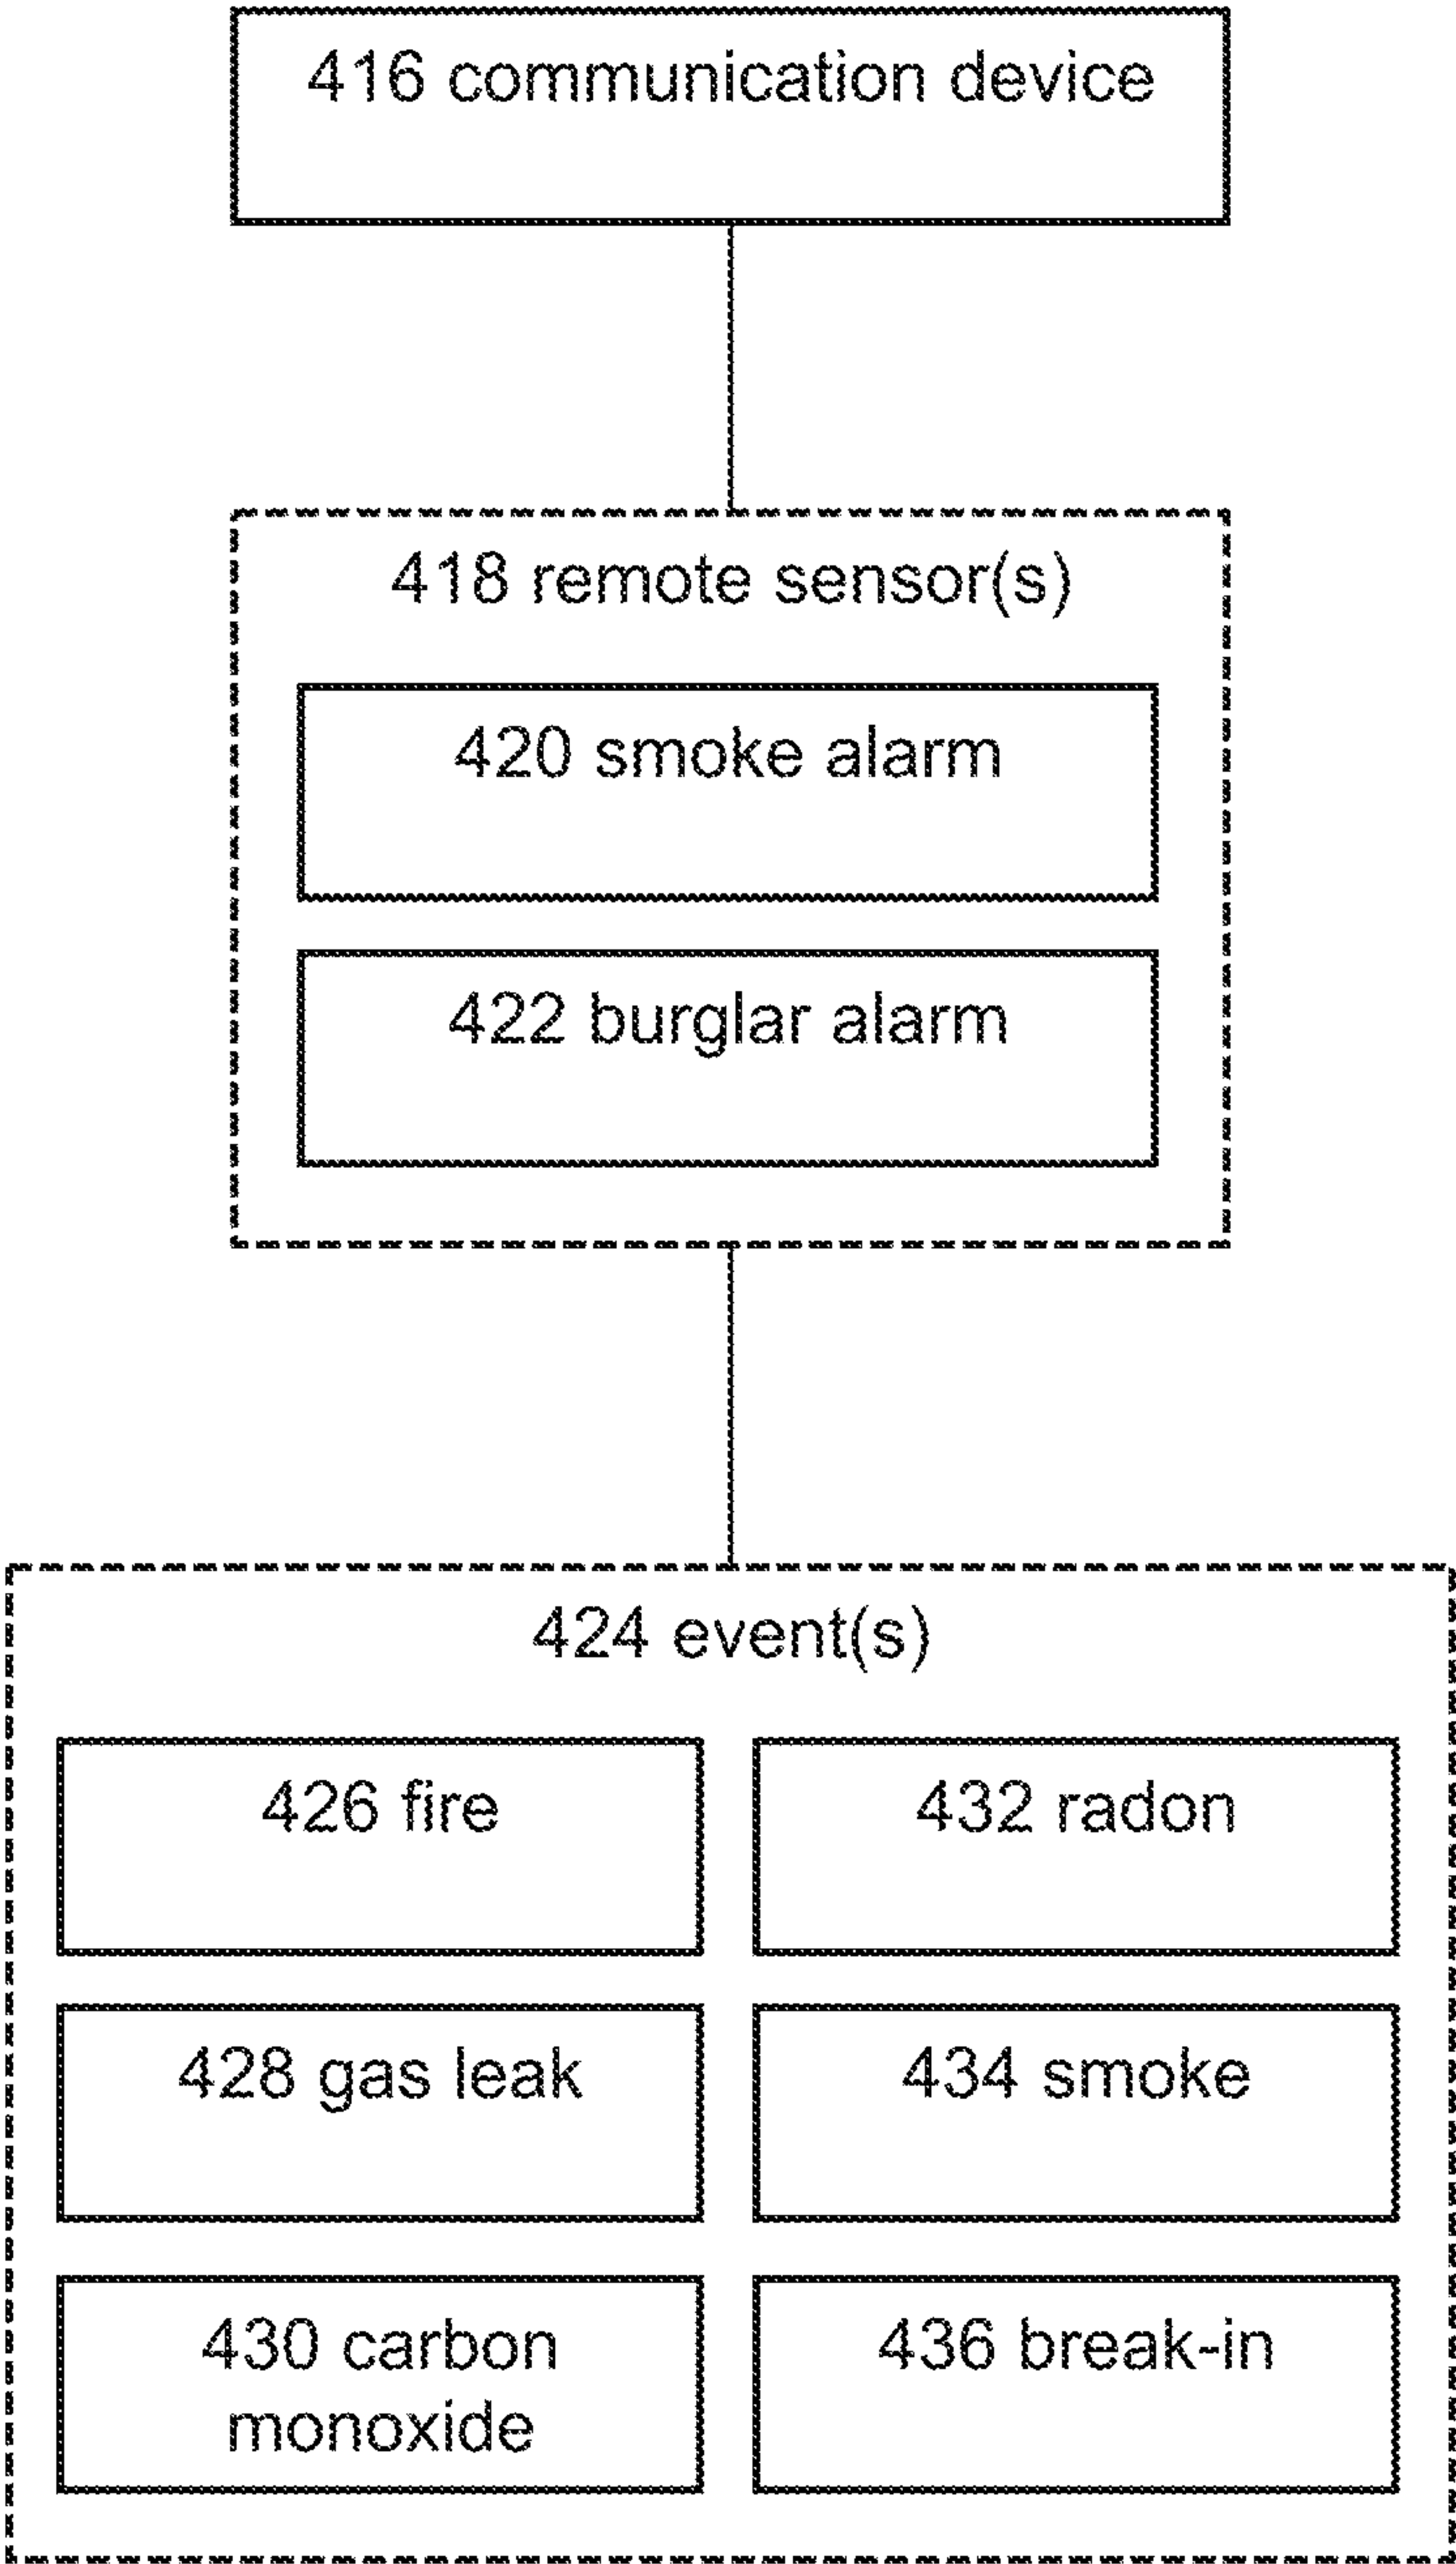 416 communication device
418 remote sensor(s)
420 smoke alarm
422 burglar alarm
424 event(s)
426 fire
432 radon
428 gas leak
434 smoke
430 carbon
monoxide
436 break-in